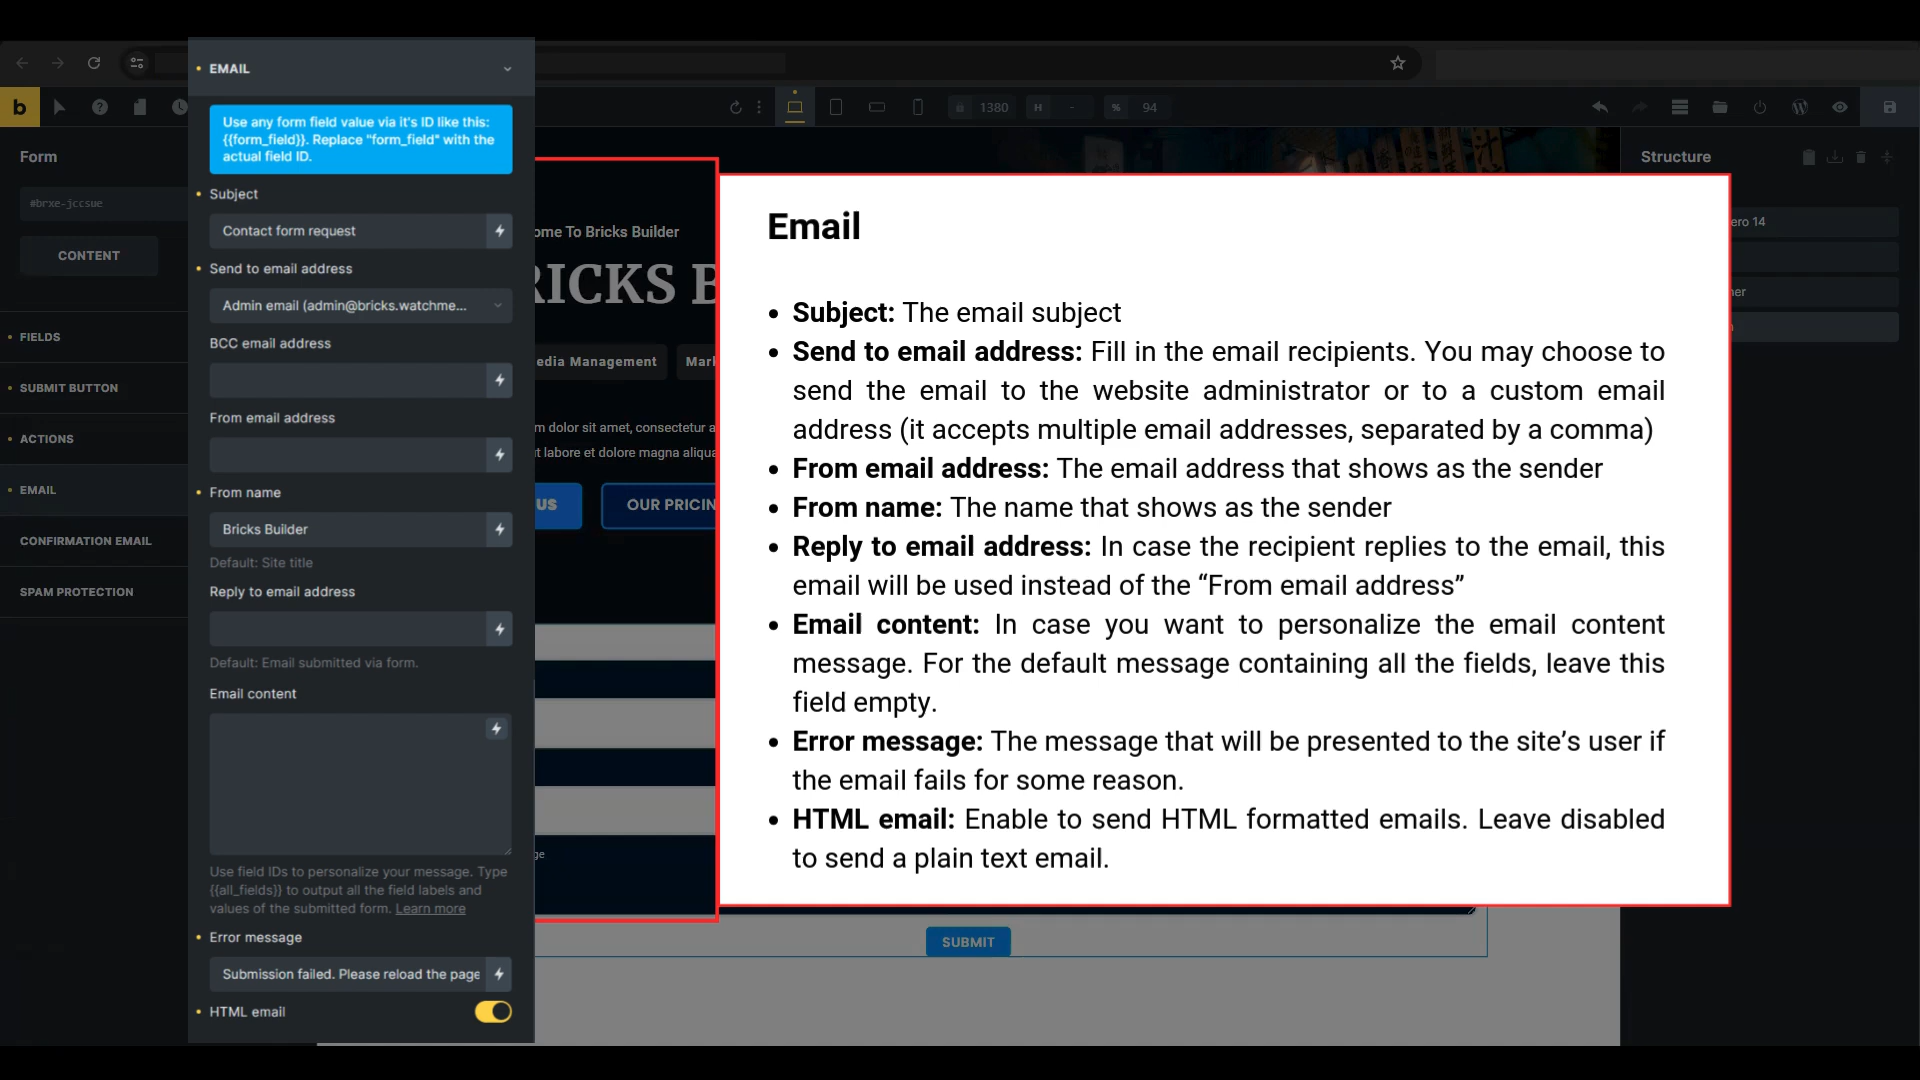 b
1380
H
-
%
94
Form
#brxe-jccsue
CONTENT
FIELDS
SUBMIT BUTTON
ACTIONS
EMAIL
CONFIRMATION EMAIL
SPAM PROTECTION
EMAIL
Use any form field value via it's ID like this:
{{form_field}}. Replace "form_field" with the
actual field ID.
Subject
Contact form request
Send to email address
Admin email (admin@bricks.watchme...
BCC email address
From email address
From name
Bricks Builder
Default: Site title
Reply to email address
Default: Email submitted via form.
Email content
Use field IDs to personalize your message. Type
{{all_fields}} to output all the field labels and
values of the submitted form. Learn more
Error message
Submission failed. Please reload the page
HTML email
ome To Bricks Builder
RICKS B
edia Management
Mark
m dolor sit amet, consectetur a
t labore et dolore magna aliqua
US
OUR PRICIN
ge
SUBMIT
Email
• Subject: The email subject
• Send to email address: Fill in the email recipients. You may choose to
send the email to the website administrator or to a custom email
address (it accepts multiple email addresses, separated by a comma)
• From email address: The email address that shows as the sender
• From name: The name that shows as the sender
• Reply to email address: In case the recipient replies to the email, this
email will be used instead of the “From email address”
• Email content: In case you want to personalize the email content
message. For the default message containing all the fields, leave this
field empty.
• Error message: The message that will be presented to the site’s user if
the email fails for some reason.
• HTML email: Enable to send HTML formatted emails. Leave disabled
to send a plain text email.
Structure
ero 14
ner